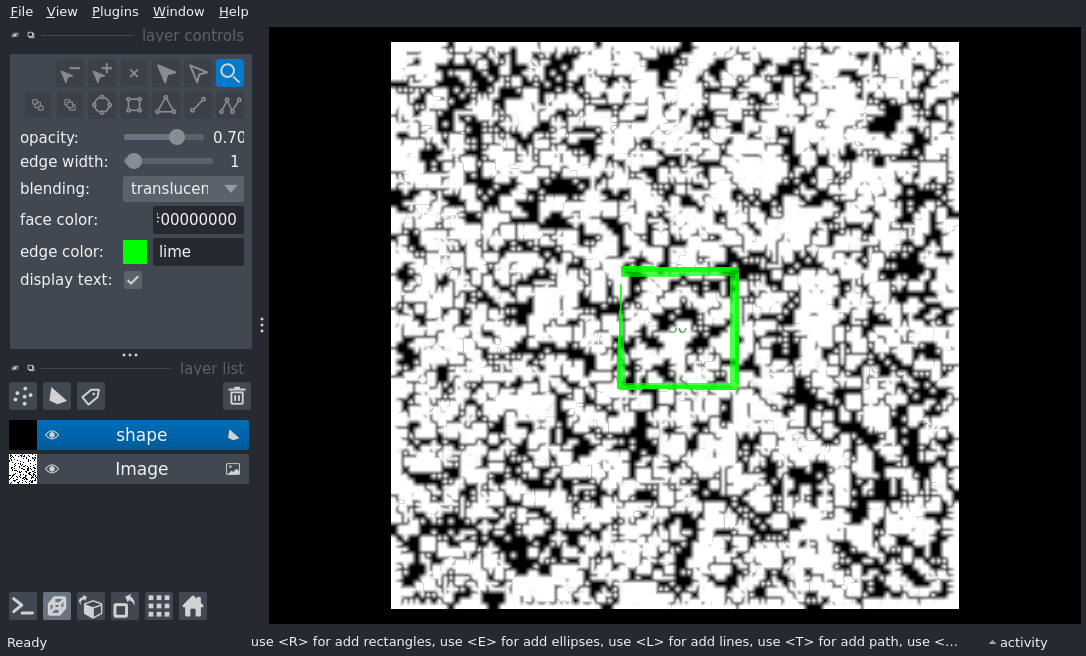 File View Plugins Window Help
layer controls
opacity: 0.70
edge width: 1
blending: translucen
face color: 00000000
edge color: lime
display text:
layer list
shape
Image
Ready
use <R> for add rectangles, use <E> for add ellipses, use <L> for add lines, use <T> for add path, use <...
activity